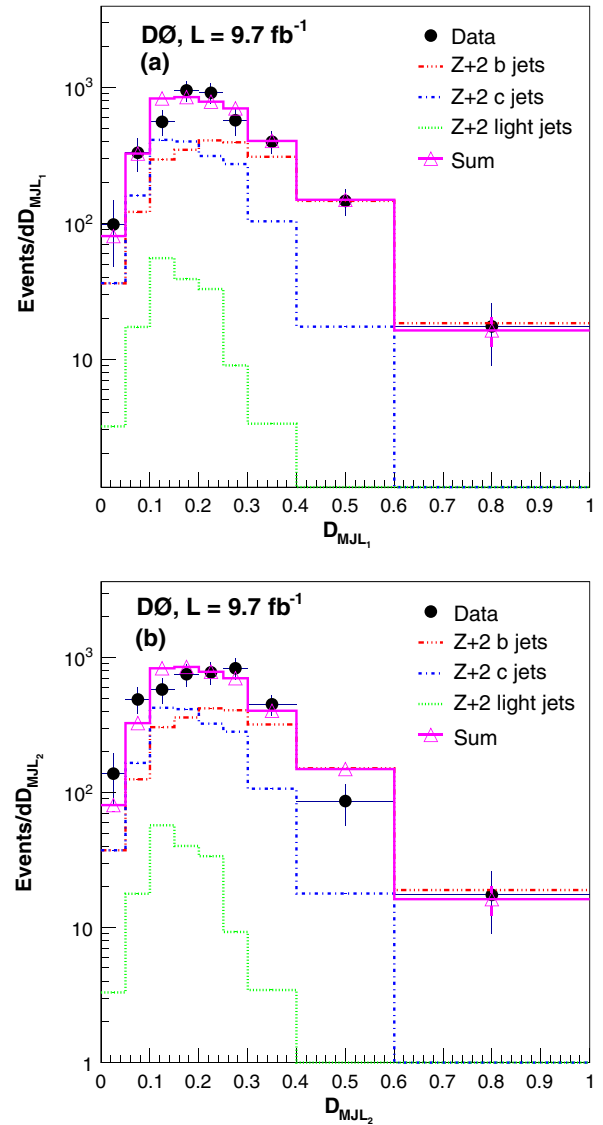 DØ, L = 9.7 fb⁻¹
(a)
Data
Z+2 b jets
Z+2 c jets
Z+2 light jets
Sum
Events/dD_MJL₁
10³
10²
10
0 0.1 0.2 0.3 0.4 0.5 0.6 0.7 0.8 0.9 1
D_MJL₁
DØ, L = 9.7 fb⁻¹
(b)
Data
Z+2 b jets
Z+2 c jets
Z+2 light jets
Sum
Events/dD_MJL₂
10³
10²
10
1
0 0.1 0.2 0.3 0.4 0.5 0.6 0.7 0.8 0.9 1
D_MJL₂